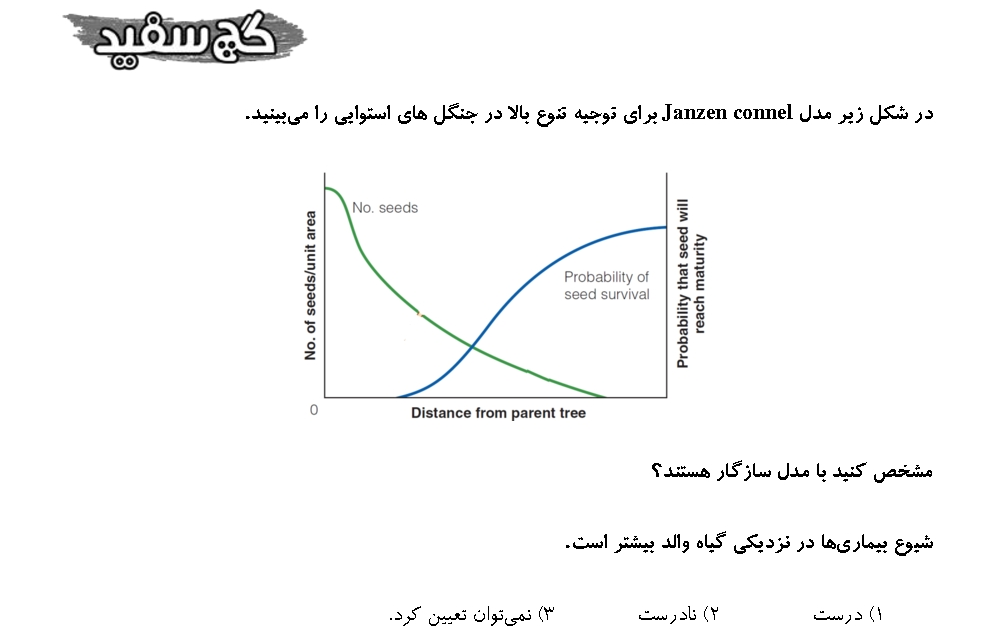 گچ سفید
در شکل زیر مدل Janzen connel برای توجیه تنوع بالا در جنگل های استوایی را می‌بینید.
No. seeds
No. of seeds/unit area
Probability of
seed survival
Probability that seed will
reach maturity
0
Distance from parent tree
مشخص کنید با مدل سازگار هستند؟
شیوع بیماری‌ها در نزدیکی گیاه والد بیشتر است.
۱) درست ۲) نادرست ۳) نمی‌توان تعیین کرد.